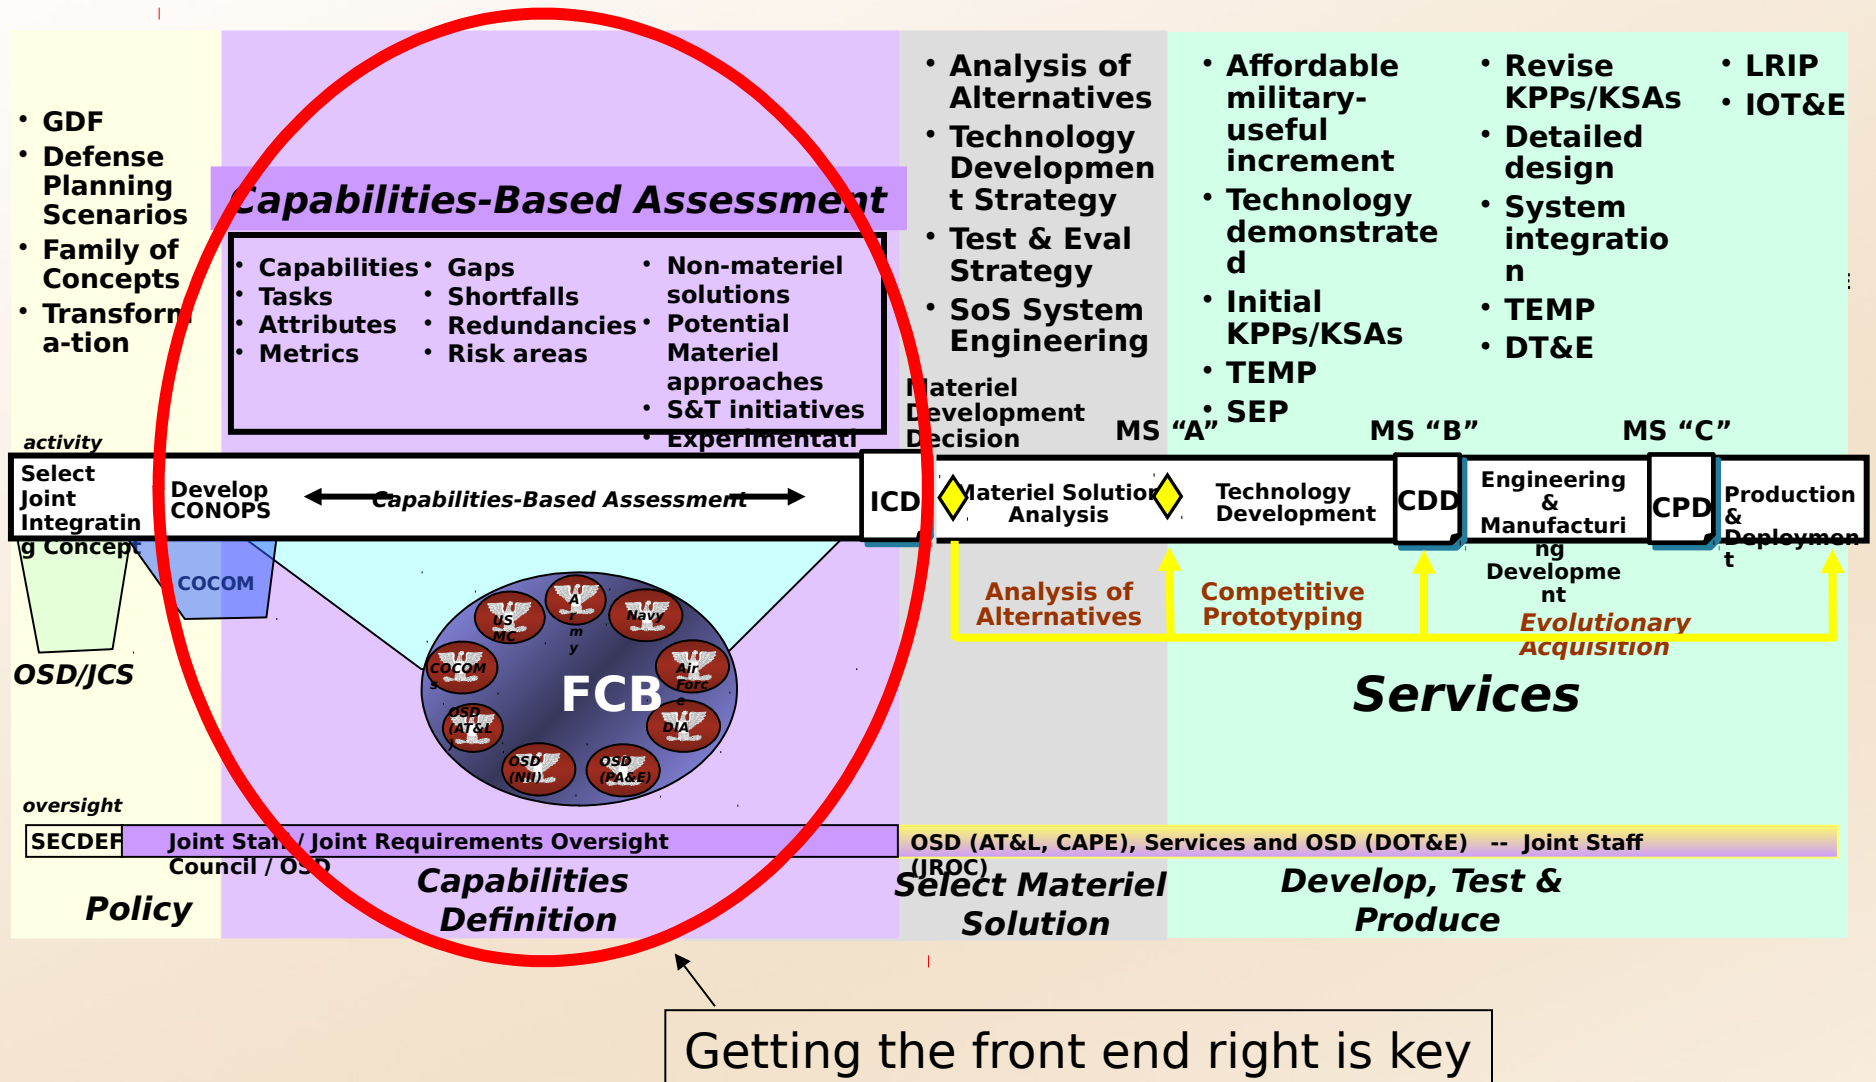 • GDF
• Defense
Planning
Scenarios
• Family of
Concepts
• Transform
a-tion
Capabilities-Based Assessment
• Capabilities
• Tasks
• Attributes
• Metrics
• Gaps
• Shortfalls
• Redundancies
• Risk areas
• Non-materiel
solutions
• Potential
Materiel
approaches
• S&T initiatives
• Experimentati
• Analysis of
Alternatives
• Technology
Developmen
t Strategy
• Test & Eval
Strategy
• SoS System
Engineering
• Affordable
military-
useful
increment
• Technology
demonstrate
d
• Initial
KPPs/KSAs
• TEMP
• SEP
• Revise
KPPs/KSAs
• Detailed
design
• System
integratio
n
• TEMP
• DT&E
• LRIP
• IOT&E
Materiel
Development
Decision
MS “A”
MS “B”
MS “C”
activity
Select
Joint
Integratin
g Concept
Develop
CONOPS
Capabilities-Based Assessment
ICD
Materiel Solution
Analysis
Technology
Development
CDD
Engineering
&
Manufacturi
ng
Developme
nt
CPD
Production
&
Deploymen
t
COCOM
OSD/JCS
Analysis of
Alternatives
Competitive
Prototyping
Evolutionary
Acquisition
Services
FCB
US
MC
A
r
m
y
Navy
COCOM
s
Air
Forc
e
OSD
(AT&L
)
DIA
OSD
(NII)
OSD
(PA&E)
oversight
SECDEF
Joint Staff / Joint Requirements Oversight
Council / OSD
OSD (AT&L, CAPE), Services and OSD (DOT&E) -- Joint Staff
(JROC)
Policy
Capabilities
Definition
Select Materiel
Solution
Develop, Test &
Produce
Getting the front end right is key